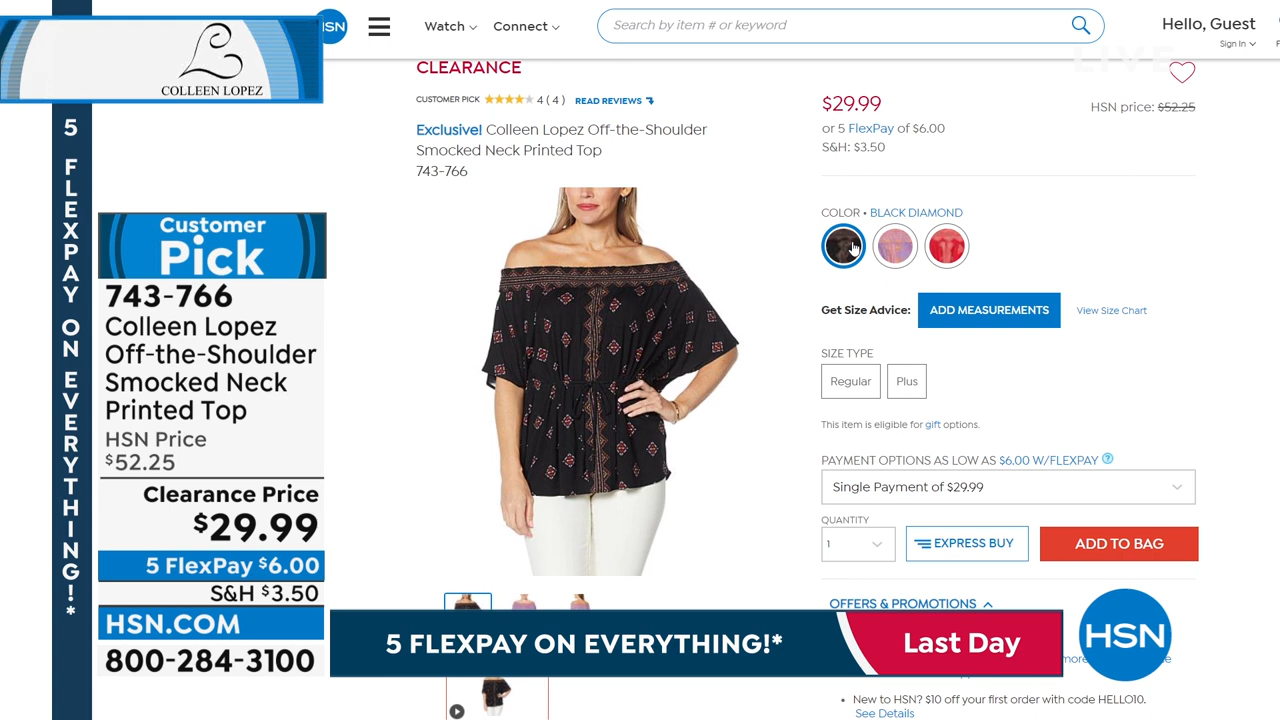 COLLEEN LOPEZ
5 FLEXPAY ON EVERYTHING!*
Customer
Pick
743-766
Colleen Lopez
Off-the-Shoulder
Smocked Neck
Printed Top
HSN Price
$52.25
Clearance Price
$29.99
5 FlexPay $6.00
S&H $3.50
HSN.COM
800-284-3100
HSN
Watch
Connect
Search by item # or keyword
Hello, Guest
Sign In
LIVE
CLEARANCE
CUSTOMER PICK 4 ( 4 ) READ REVIEWS
Exclusive! Colleen Lopez Off-the-Shoulder
Smocked Neck Printed Top
743-766
$29.99
HSN price: $52.25
or 5 FlexPay of $6.00
S&H: $3.50
COLOR • BLACK DIAMOND
Get Size Advice: ADD MEASUREMENTS View Size Chart
SIZE TYPE
Regular Plus
This item is eligible for gift options.
PAYMENT OPTIONS AS LOW AS $6.00 W/FLEXPAY ?
Single Payment of $29.99
QUANTITY
1 EXPRESS BUY ADD TO BAG
OFFERS & PROMOTIONS
5 FLEXPAY ON EVERYTHING!* Last Day
HSN
• New to HSN? $10 off your first order with code HELLO10.
See Details